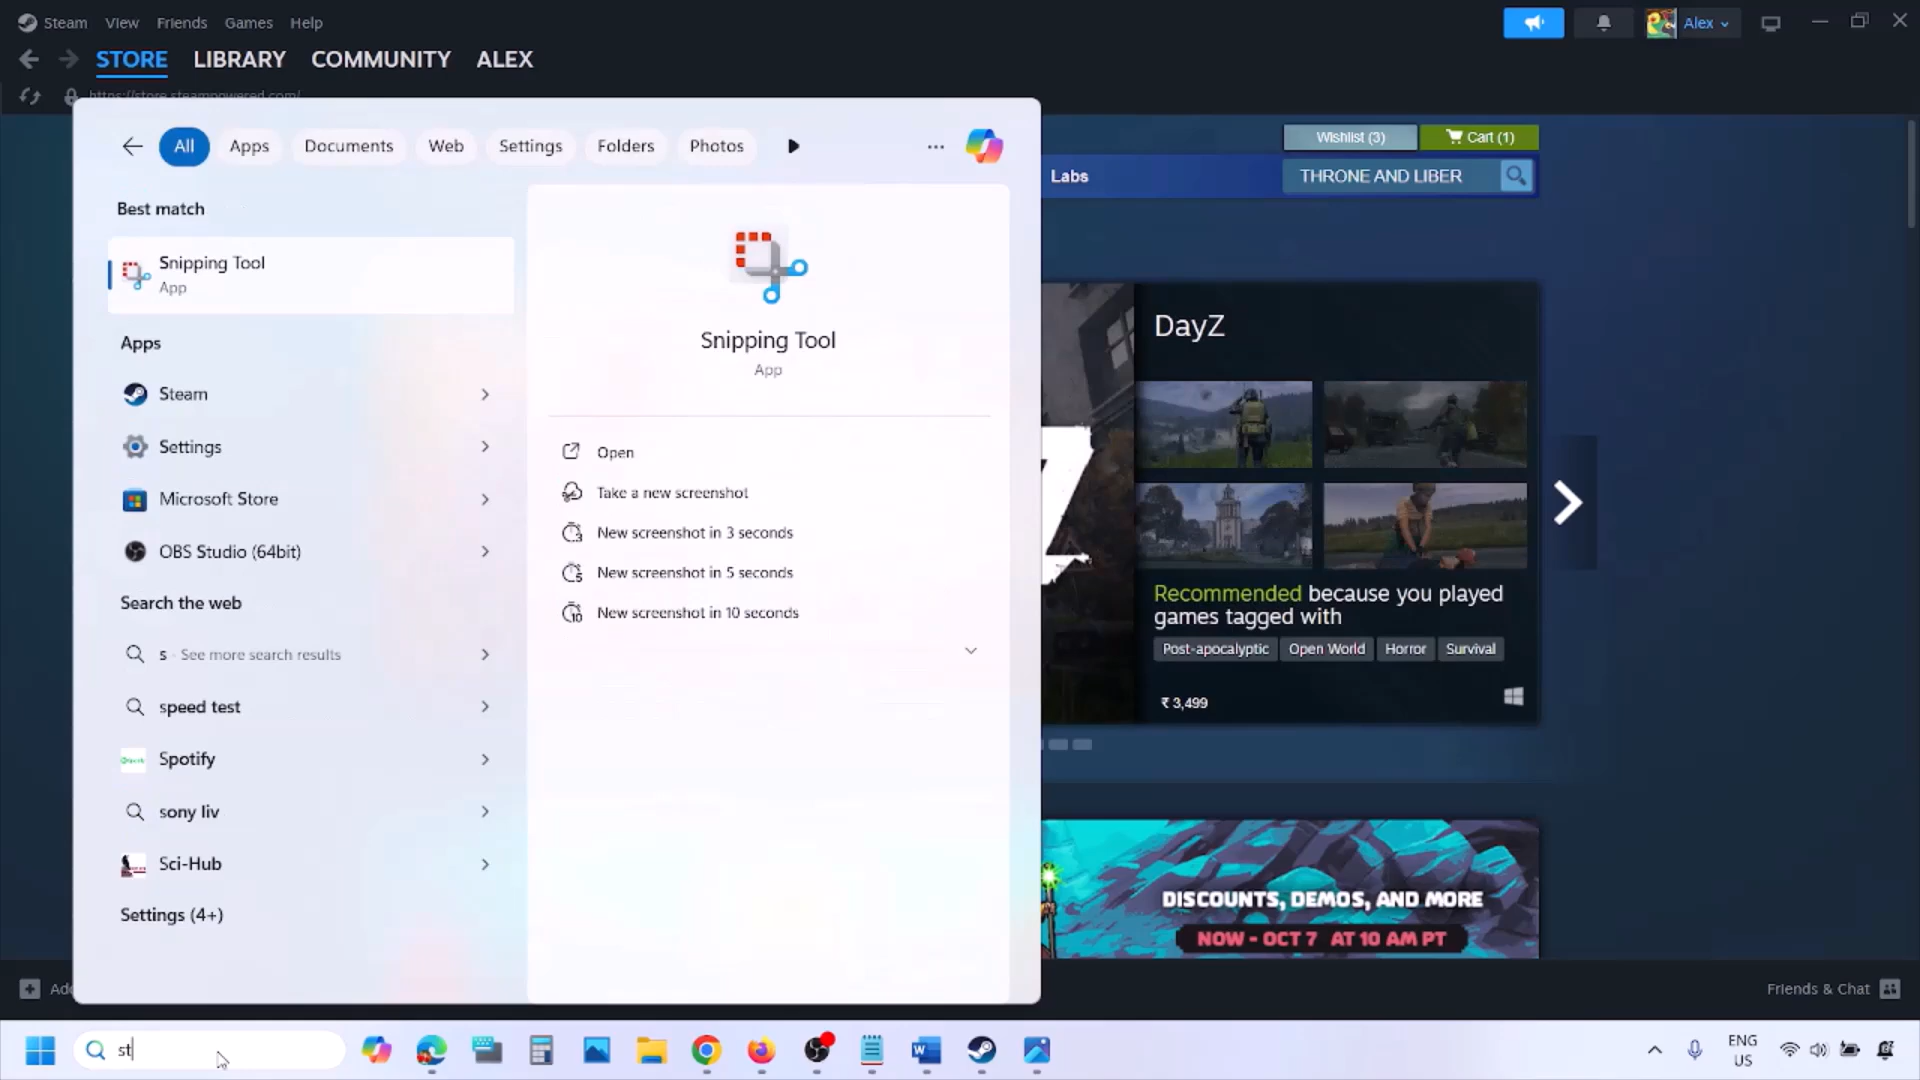 Steam View Friends Games Help
Alex
STORE LIBRARY COMMUNITY ALEX
https://store.steampowered.com/
All Apps Documents Web Settings Folders Photos
Wishlist (3) Cart (1)
Labs THRONE AND LIBER
Best match
Snipping Tool
App
Apps
Steam
Settings
Microsoft Store
OBS Studio (64bit)
Search the web
s - See more search results
speed test
Spotify
sony liv
Sci-Hub
Settings (4+)
Snipping Tool
App
Open
Take a new screenshot
New screenshot in 3 seconds
New screenshot in 5 seconds
New screenshot in 10 seconds
DayZ
Z
Recommended because you played
games tagged with
Post-apocalyptic Open World Horror Survival
₹ 3,499
DISCOUNTS, DEMOS, AND MORE
NOW - OCT 7 AT 10 AM PT
Friends & Chat
st
ENG
US